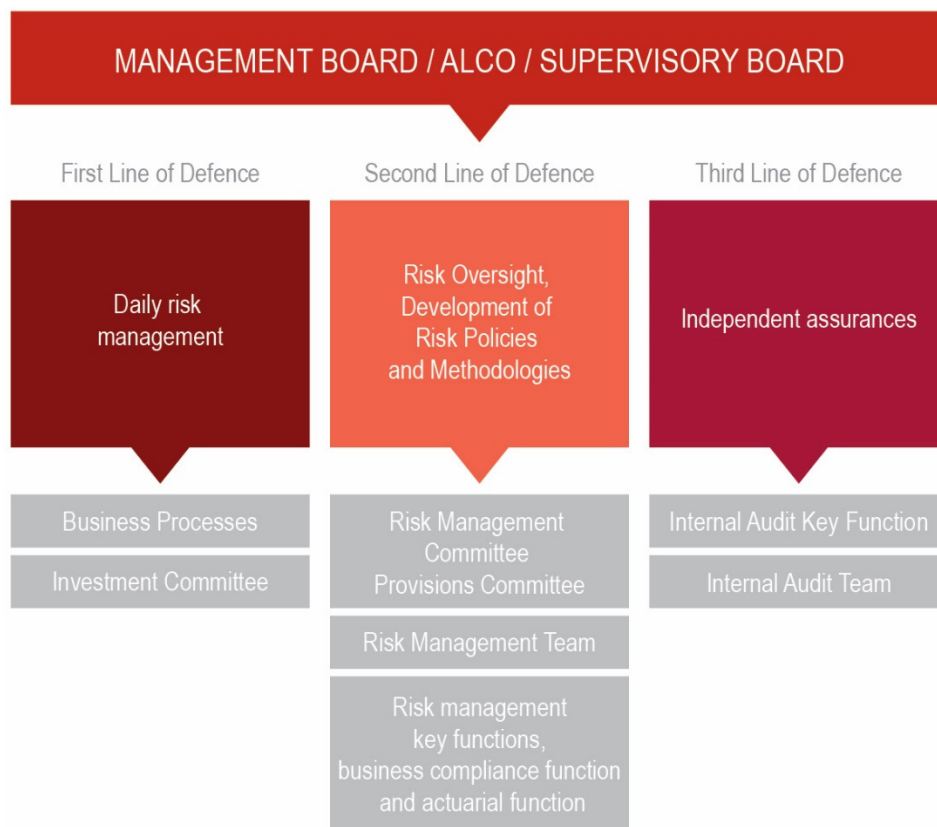 MANAGEMENT BOARD / ALCO / SUPERVISORY BOARD
First Line of Defence
Daily risk
management
Business Processes
Investment Committee
Second Line of Defence
Risk Oversight,
Development of
Risk Policies
and Methodologies
Risk Management
Committee
Provisions Committee
Risk Management Team
Risk management
key functions,
business compliance function
and actuarial function
Third Line of Defence
Independent assurances
Internal Audit Key Function
Internal Audit Team